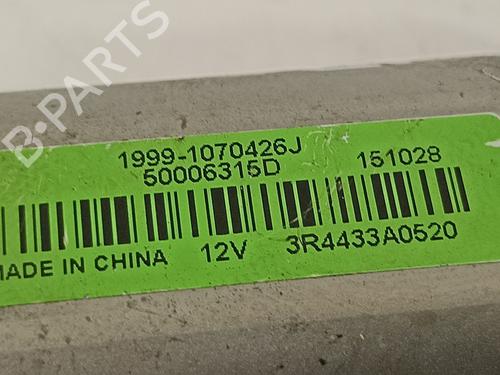 B-PARTS
1999-1070426J
50006315D 151028
MADE IN CHINA 12V 3R4433A0520